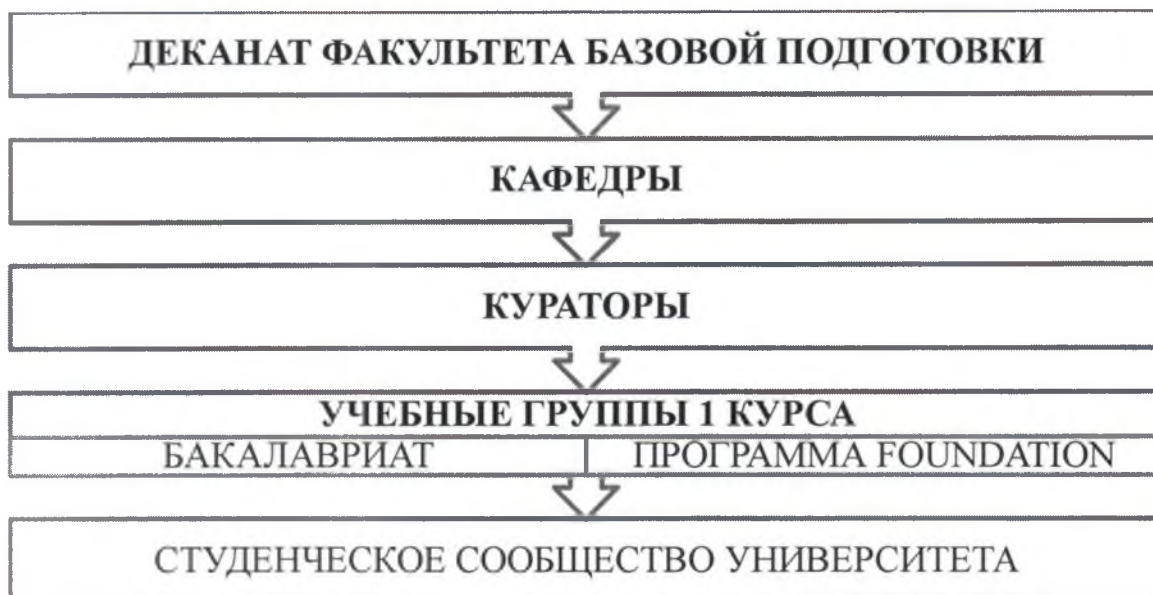 ДЕКАНАТ ФАКУЛЬТЕТА БАЗОВОЙ ПОДГОТОВКИ
КАФЕДРЫ
КУРАТОРЫ
УЧЕБНЫЕ ГРУППЫ 1 КУРСА
БАКАЛАВРИАТ
ПРОГРАММА FOUNDATION
СТУДЕНЧЕСКОЕ СООБЩЕСТВО УНИВЕРСИТЕТА